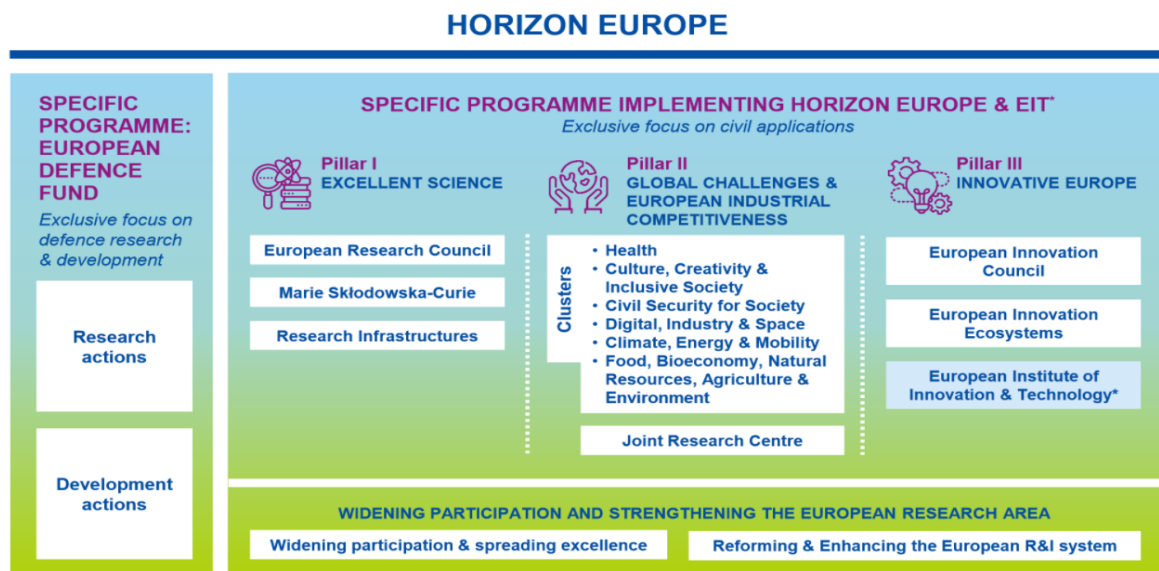 HORIZON EUROPE
SPECIFIC
PROGRAMME:
EUROPEAN
DEFENCE
FUND
Exclusive focus on
defence research
& development
Research
actions
Development
actions
SPECIFIC PROGRAMME IMPLEMENTING HORIZON EUROPE & EIT*
Exclusive focus on civil applications
Pillar I
EXCELLENT SCIENCE
European Research Council
Marie Skłodowska-Curie
Research Infrastructures
Pillar II
GLOBAL CHALLENGES &
EUROPEAN INDUSTRIAL
COMPETITIVENESS
Clusters
• Health
• Culture, Creativity &
Inclusive Society
• Civil Security for Society
• Digital, Industry & Space
• Climate, Energy & Mobility
• Food, Bioeconomy, Natural
Resources, Agriculture &
Environment
Joint Research Centre
Pillar III
INNOVATIVE EUROPE
European Innovation
Council
European Innovation
Ecosystems
European Institute of
Innovation & Technology*
WIDENING PARTICIPATION AND STRENGTHENING THE EUROPEAN RESEARCH AREA
Widening participation & spreading excellence
Reforming & Enhancing the European R&I system